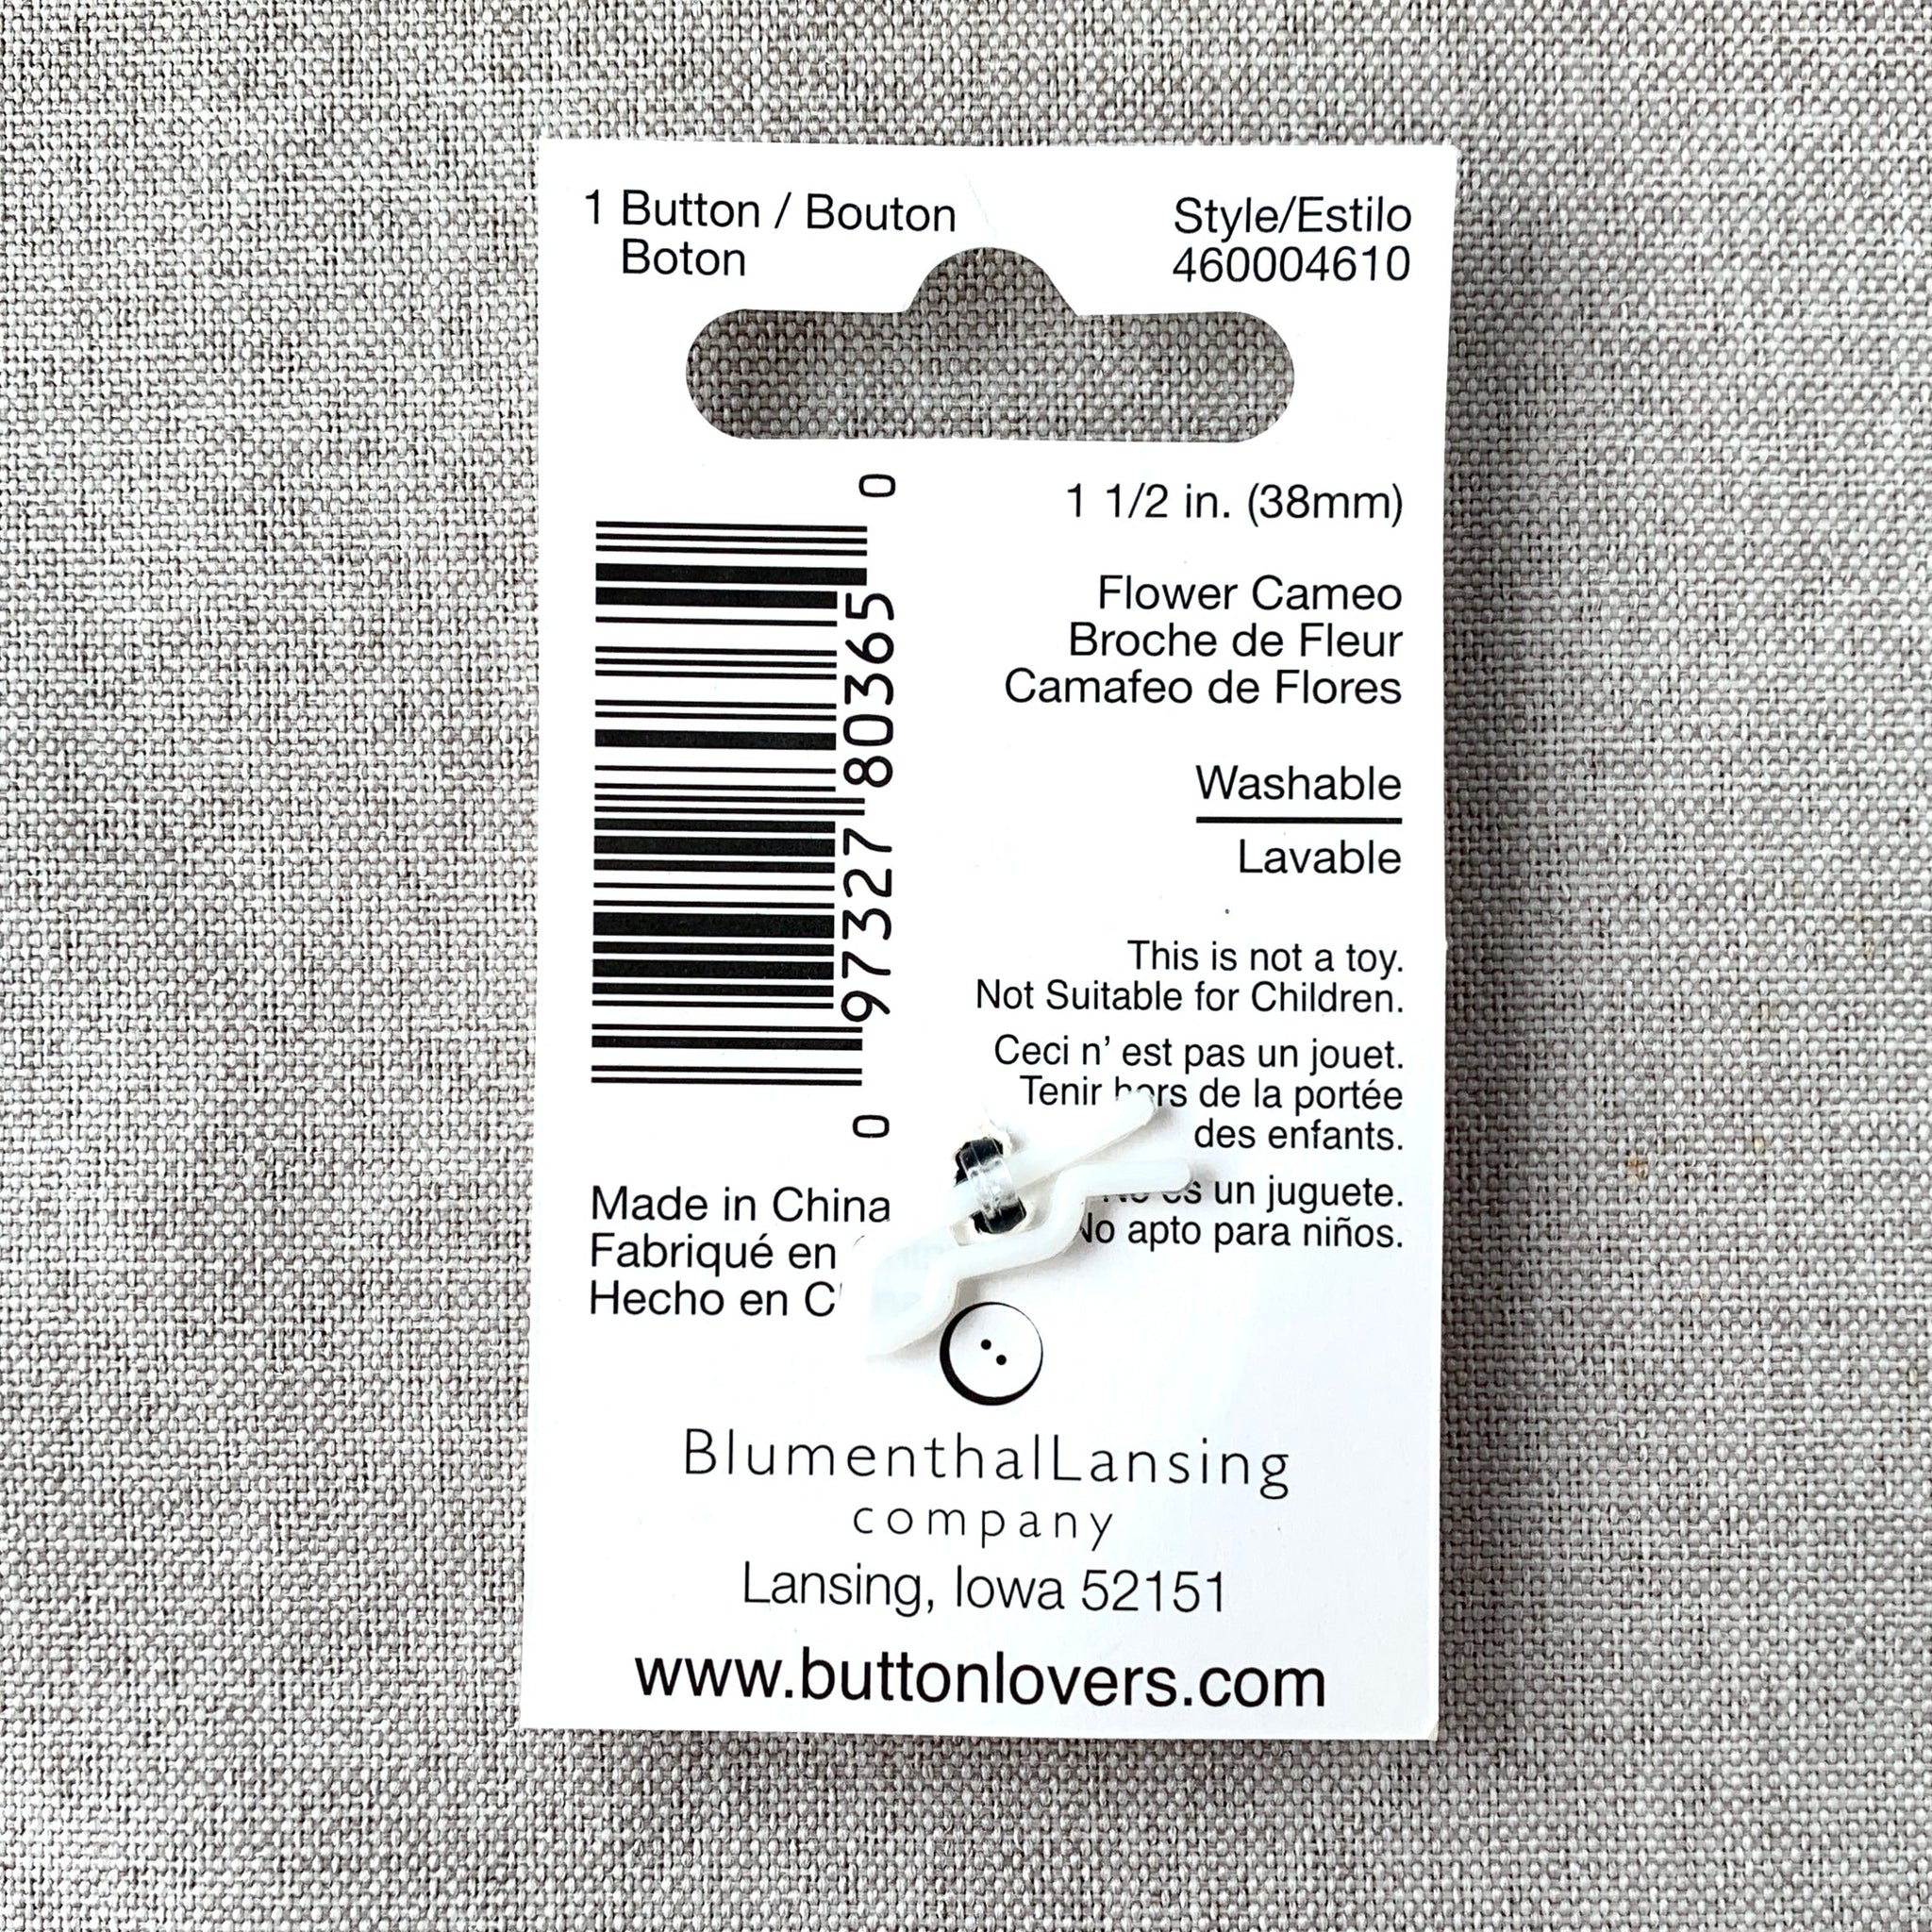 1 Button / Bouton
Boton
Style/Estilo
460004610
1 1/2 in. (38mm)
Flower Cameo
Broche de Fleur
Camafeo de Flores
Washable
Lavable
0 97327 80365 0
This is not a toy.
Not Suitable for Children.
Ceci n' est pas un jouet.
Tenir hors de la portée
des enfants.
un juguete.
No apto para niños.
Made in China
Fabriqué en
Hecho en
BlumenthalLansing
company
Lansing, Iowa 52151
www.buttonlovers.com